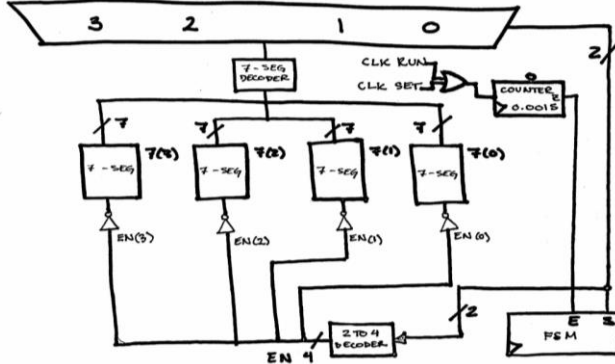 3 2 1 0
7-SEG
DECODER
CLK RUN
CLK SET
0
COUNTER
Z
0.0015
2
7 7 7 7
7-SEG 7(3) 7-SEG 7(2) 7-SEG 7(1) 7-SEG 7(0)
EN(3) EN(2) EN(1) EN(0)
EN 4
2 TO 4
DECODER
2
E S
FSM